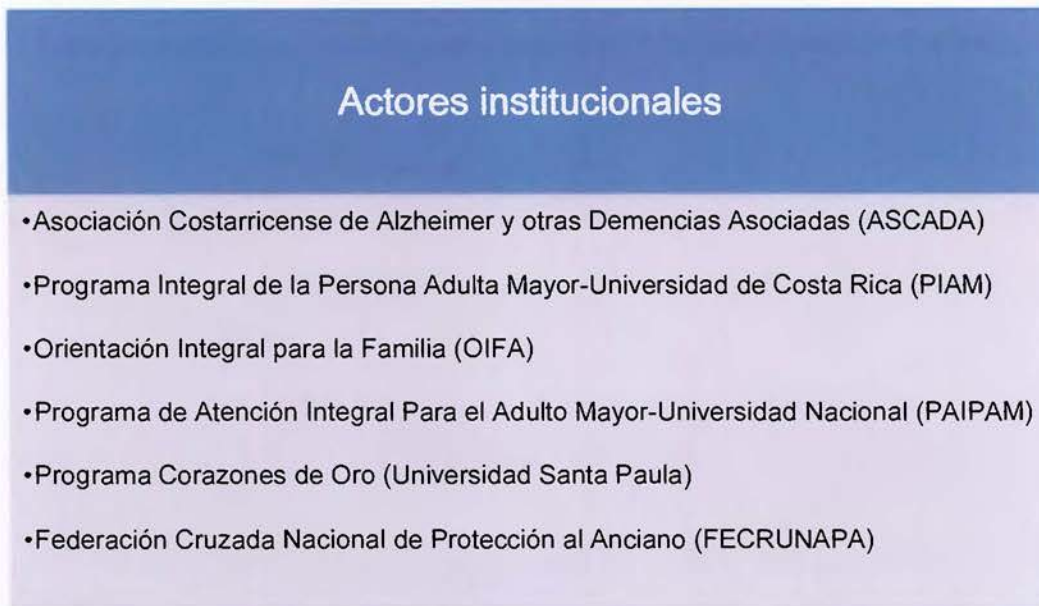 Actores institucionales
•Asociación Costarricense de Alzheimer y otras Demencias Asociadas (ASCADA)
•Programa Integral de la Persona Adulta Mayor-Universidad de Costa Rica (PIAM)
•Orientación Integral para la Familia (OIFA)
•Programa de Atención Integral Para el Adulto Mayor-Universidad Nacional (PAIPAM)
•Programa Corazones de Oro (Universidad Santa Paula)
•Federación Cruzada Nacional de Protección al Anciano (FECRUNAPA)